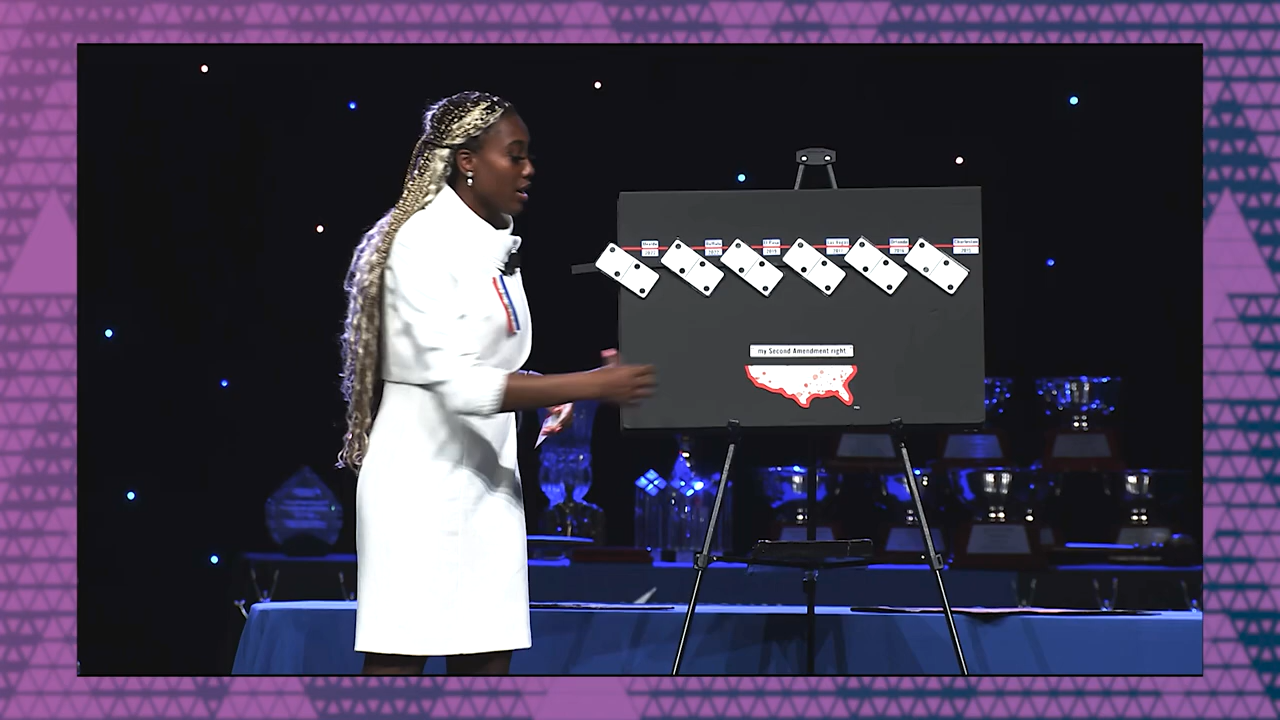 Uvalde
2022
Buffalo
2022
El Paso
2019
Las Vegas
2017
Orlando
2016
Charleston
2015
my Second Amendment right.